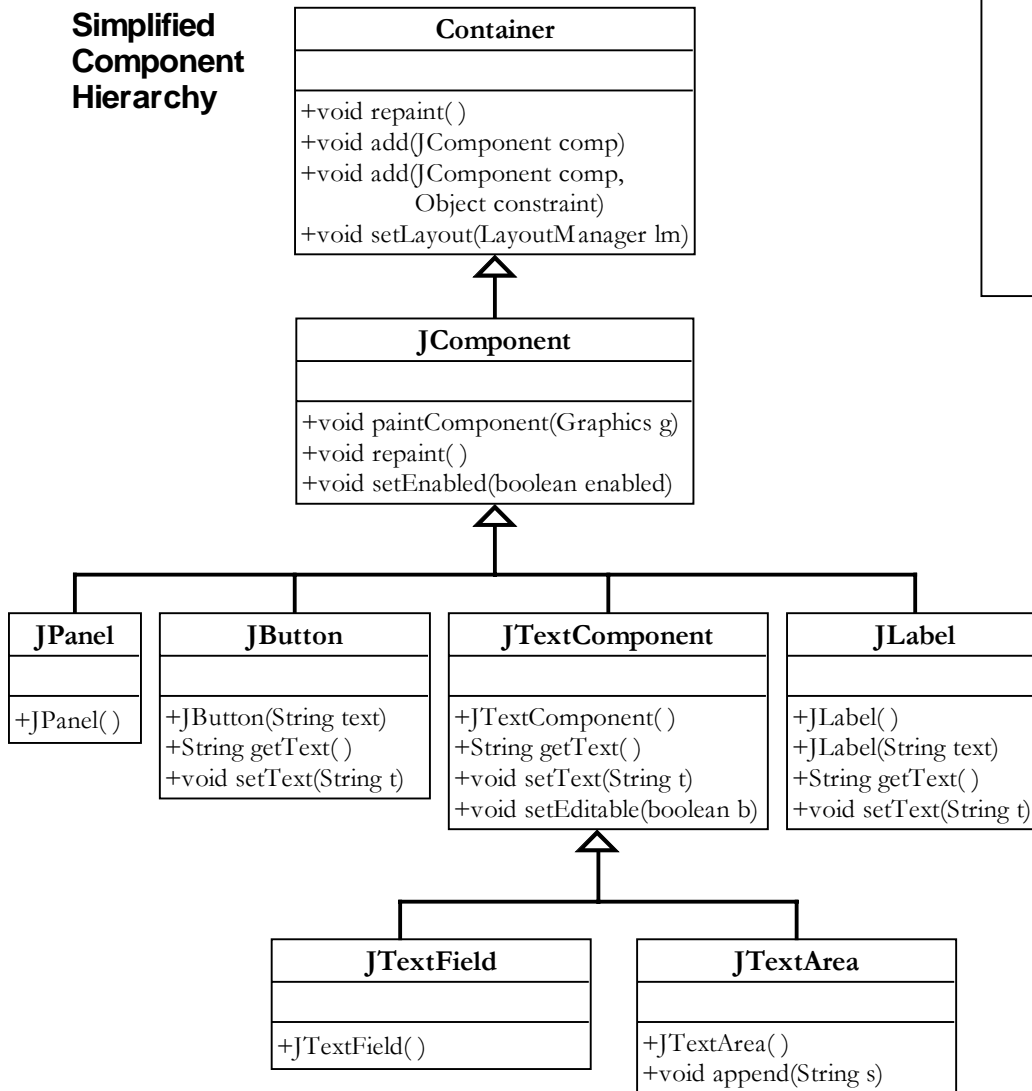 Simplified
Component
Hierarchy
Container
+void repaint( )
+void add(JComponent comp)
+void add(JComponent comp,
Object constraint)
+void setLayout(LayoutManager lm)
JComponent
+void paintComponent(Graphics g)
+void repaint( )
+void setEnabled(boolean enabled)
JPanel
+JPanel( )
JButton
+JButton(String text)
+String getText( )
+void setText(String t)
JTextComponent
+JTextComponent( )
+String getText( )
+void setText(String t)
+void setEditable(boolean b)
JLabel
+JLabel( )
+JLabel(String text)
+String getText( )
+void setText(String t)
JTextField
+JTextField( )
JTextArea
+JTextArea( )
+void append(String s)